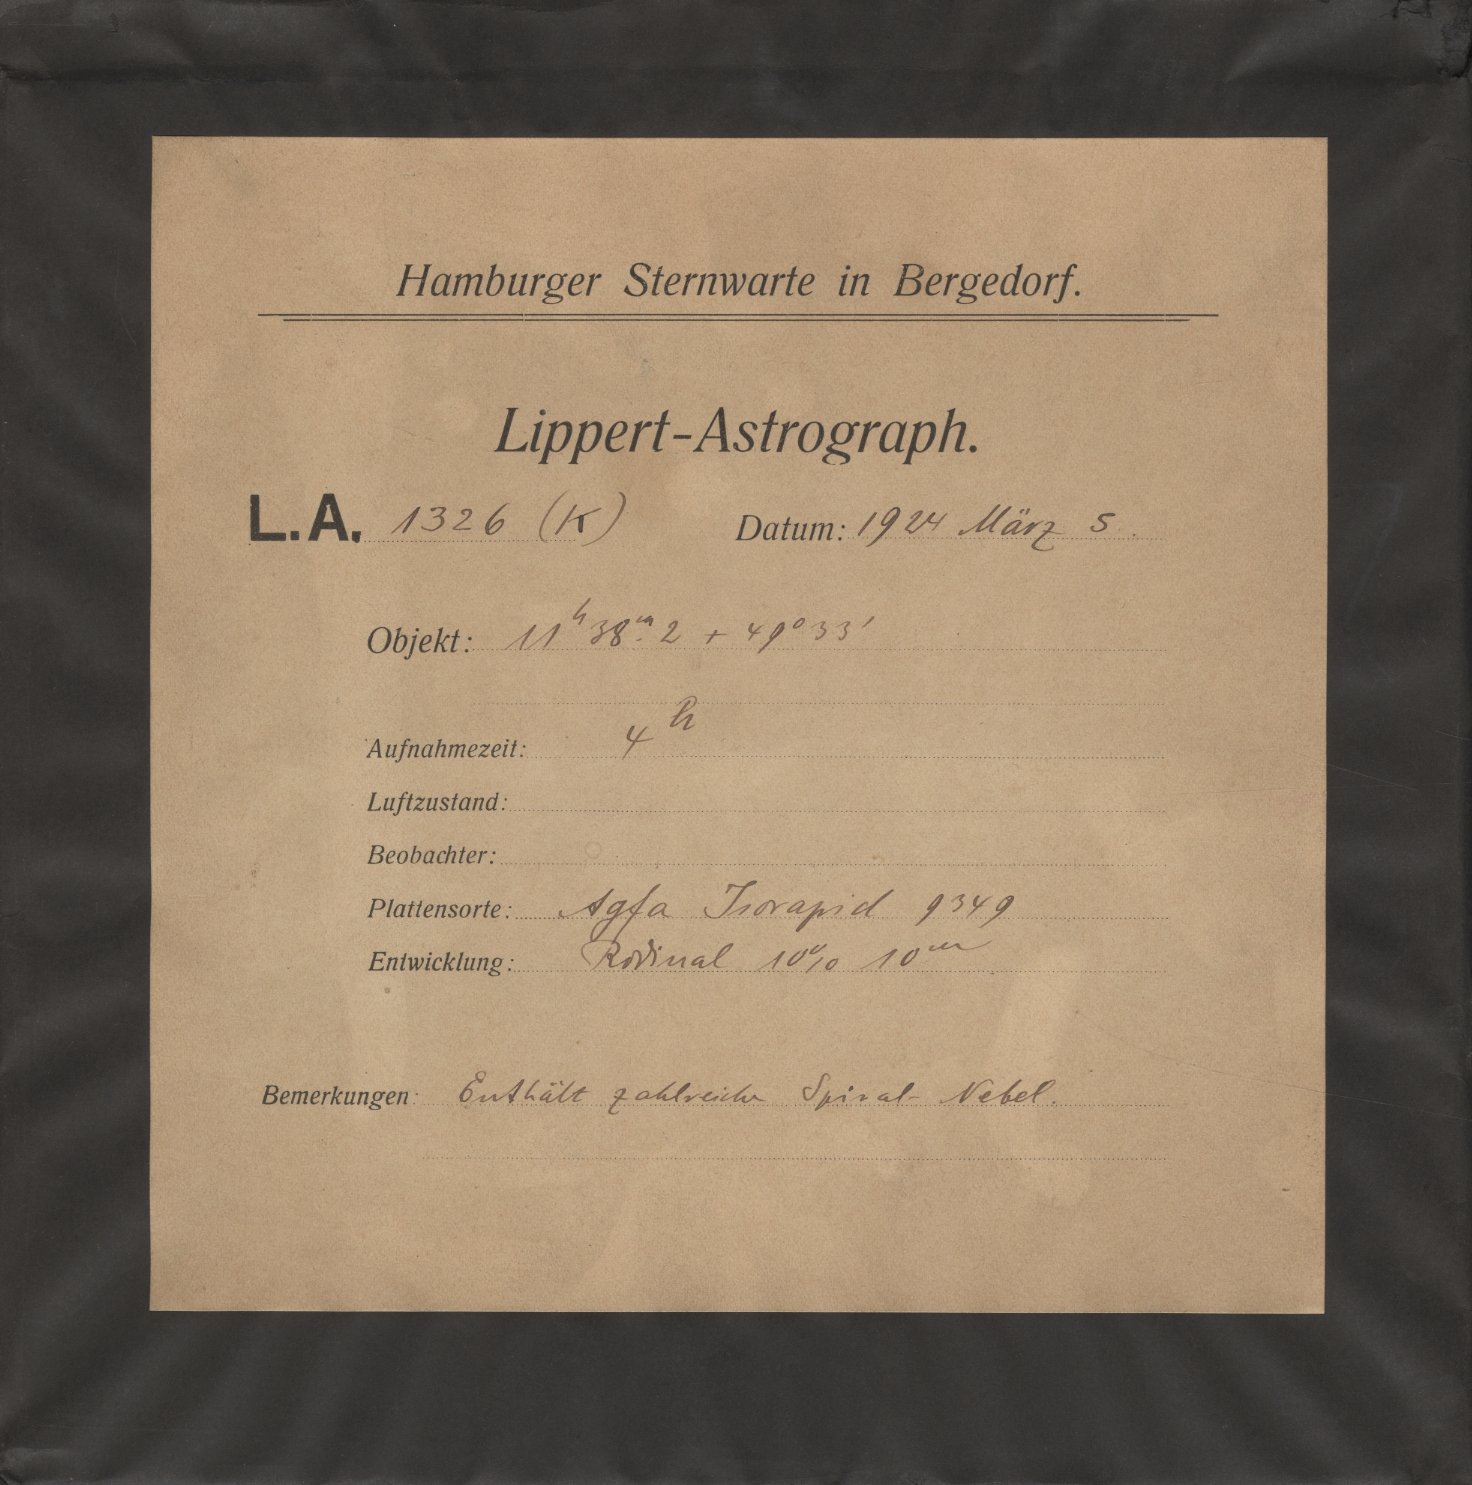 Hamburger Sternwarte in Bergedorf.
Lippert-Astrograph.
L.A. 1326 (K) Datum: 1924 März 5.
Objekt: 11h 38m.2 + 49° 33'
Aufnahmezeit: 4h
Luftzustand:
Beobachter:
Plattensorte: Agfa Isorapid 9349
Entwicklung: Rodinal 10% 10m
Bemerkungen: Enthält zahlreiche Spiral-Nebel.